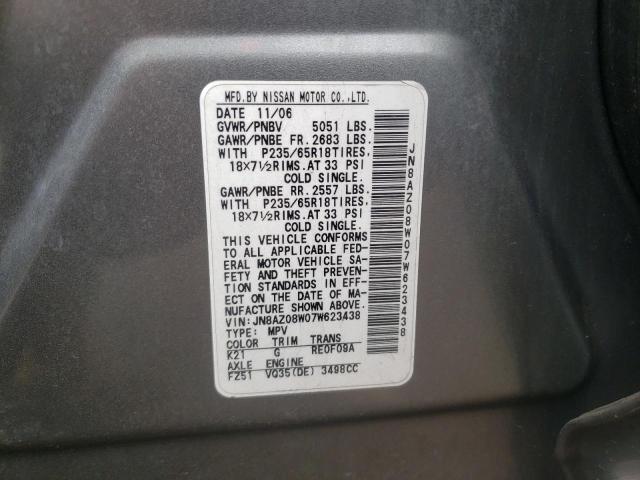 MFD.BY NISSAN MOTOR CO.,LTD.
DATE 11/06
GVWR/PNBV 5051 LBS.
GAWR/PNBE FR. 2683 LBS.
WITH P235/65R18TIRES,
18X7½RIMS.AT 33 PSI
COLD SINGLE.
GAWR/PNBE RR. 2557 LBS.
WITH P235/65R18TIRES,
18X7½RIMS.AT 33 PSI
COLD SINGLE.
THIS VEHICLE CONFORMS
TO ALL APPLICABLE FED-
ERAL MOTOR VEHICLE SA-
FETY AND THEFT PREVEN-
TION STANDARDS IN EFF-
ECT ON THE DATE OF MA-
NUFACTURE SHOWN ABOVE.
VIN:JN8AZ08W07W623438
TYPE: MPV
COLOR TRIM TRANS
K21 G RE0F09A
AXLE ENGINE
FZ51 VQ35(DE) 3498CC
JN8AZ08W07W623438